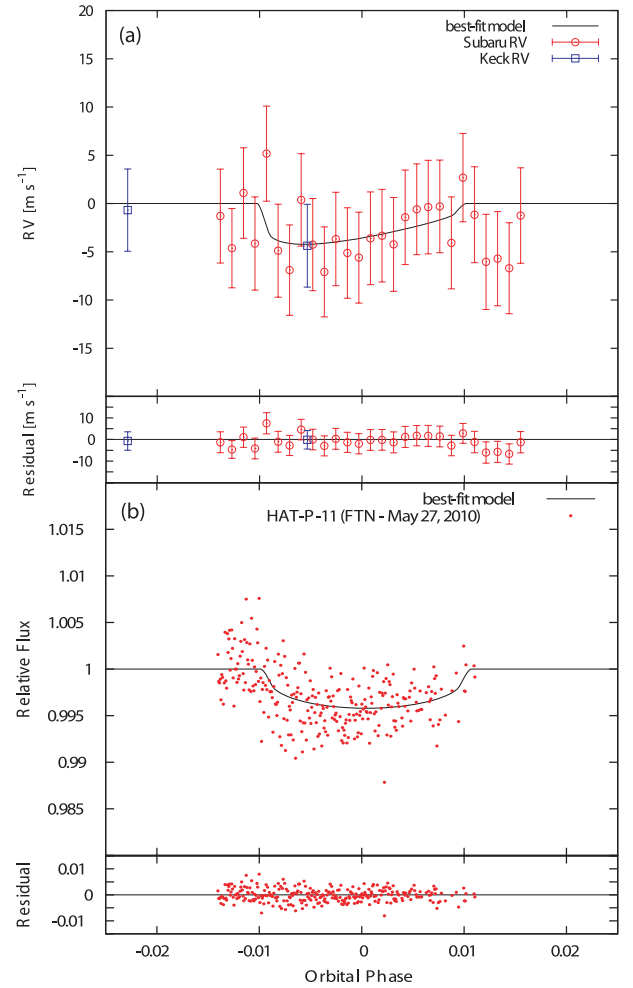 (a)
best-fit model
Subaru RV
Keck RV
20
15
10
5
0
-5
-10
-15
RV [m s⁻¹]
10
0
-10
Residual [m s⁻¹]
(b)
best-fit model
HAT-P-11 (FTN - May 27, 2010)
1.015
1.01
1.005
1
0.995
0.99
0.985
Relative Flux
0.01
0
-0.01
Residual
-0.02 -0.01 0 0.01 0.02
Orbital Phase